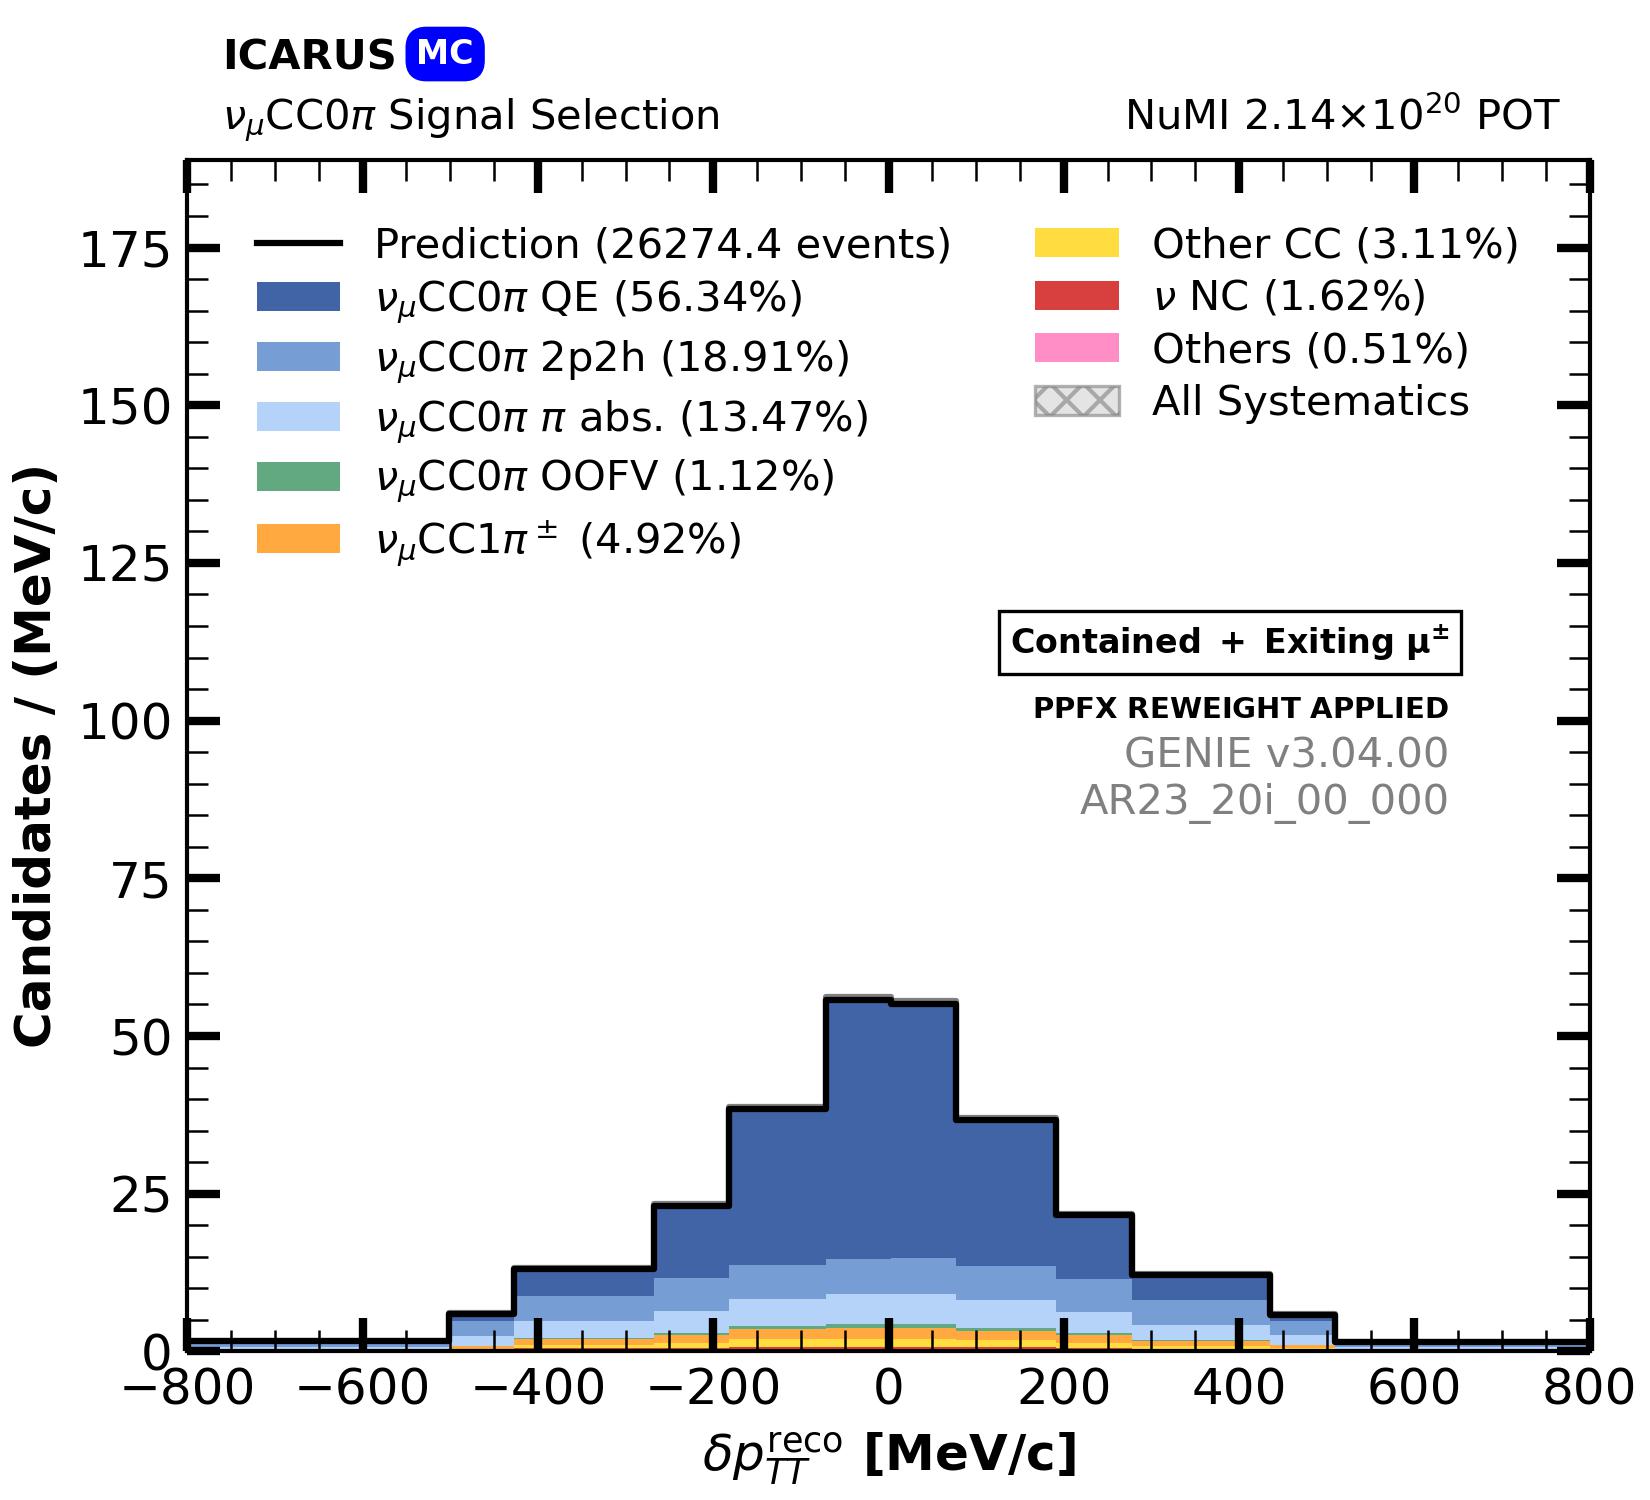 ICARUS MC
νμCC0π Signal Selection
NuMI 2.14×10²⁰ POT
Prediction (26274.4 events)
νμCC0π QE (56.34%)
νμCC0π 2p2h (18.91%)
νμCC0π π abs. (13.47%)
νμCC0π OOFV (1.12%)
νμCC1π± (4.92%)
Other CC (3.11%)
ν NC (1.62%)
Others (0.51%)
All Systematics
Contained + Exiting μ±
PPFX REWEIGHT APPLIED
GENIE v3.04.00
AR23_20i_00_000
Candidates / (MeV/c)
175
150
125
100
75
50
25
0
−800 −600 −400 −200 0 200 400 600 800
δp_TT^reco [MeV/c]